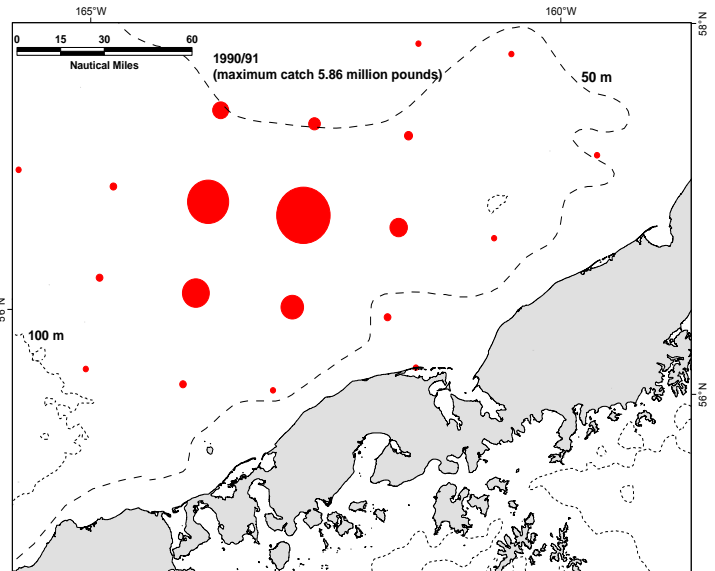 165°W
160°W
58°N
0 15 30 60
Nautical Miles
1990/91
(maximum catch 5.86 million pounds)
50 m
56°N
100 m
56°N